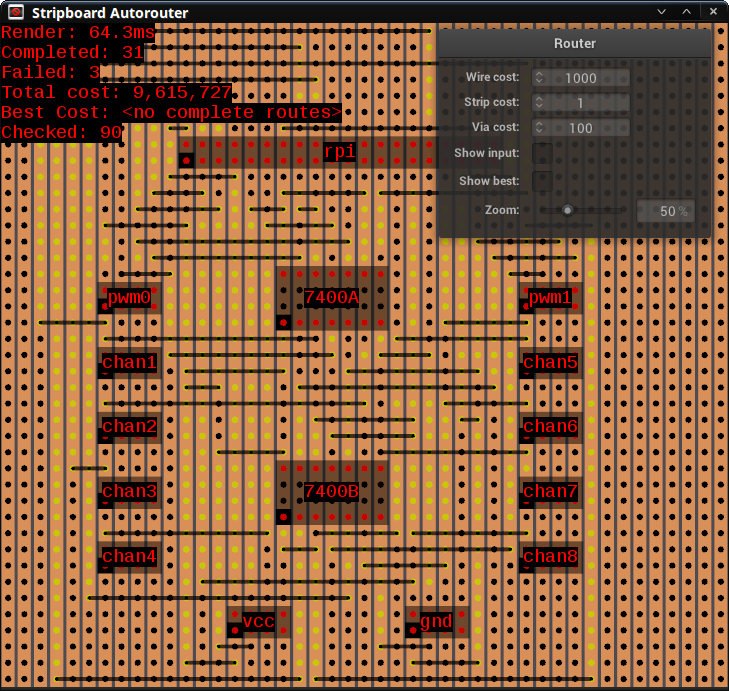 Stripboard Autorouter
Render: 64.3ms
Completed: 31
Failed: 3
Total cost: 9,615,727
Best Cost: <no complete routes>
Checked: 90
Router
Wire cost: 1000
Strip cost: 1
Via cost: 100
Show input:
Show best:
Zoom: 50 %
rpi
pwm0 7400A pwm1
chan1 chan5
chan2 chan6
chan3 7400B chan7
chan4 chan8
vcc gnd